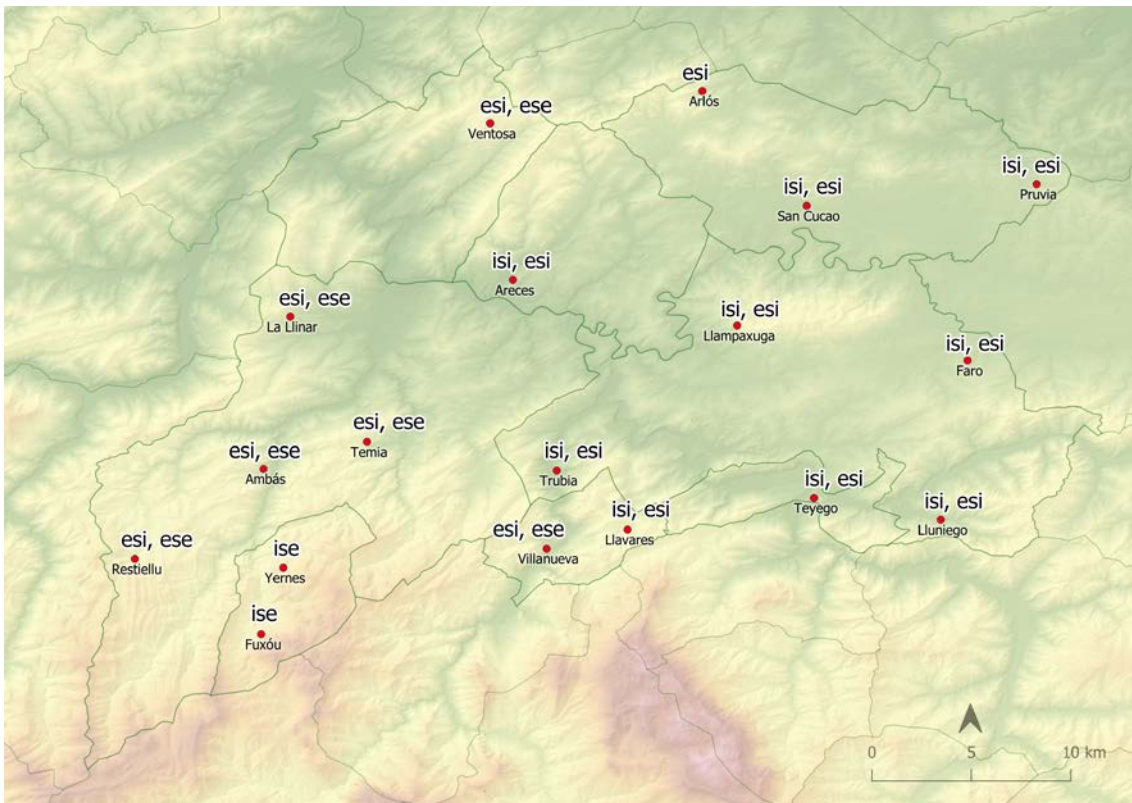 esi
Arlós
esi, ese
Ventosa
isi, esi
Pruvia
isi, esi
San Cucao
isi, esi
Areces
esi, ese
La Llinar
isi, esi
Llampaxuga
isi, esi
Faro
esi, ese
Temia
esi, ese
Ambás
isi, esi
Trubia
isi, esi
Teyego
isi, esi
Lluniego
isi, esi
Llavares
esi, ese
Villanueva
esi, ese
Restiellu
ise
Yernes
ise
Fuxóu
0 5 10 km